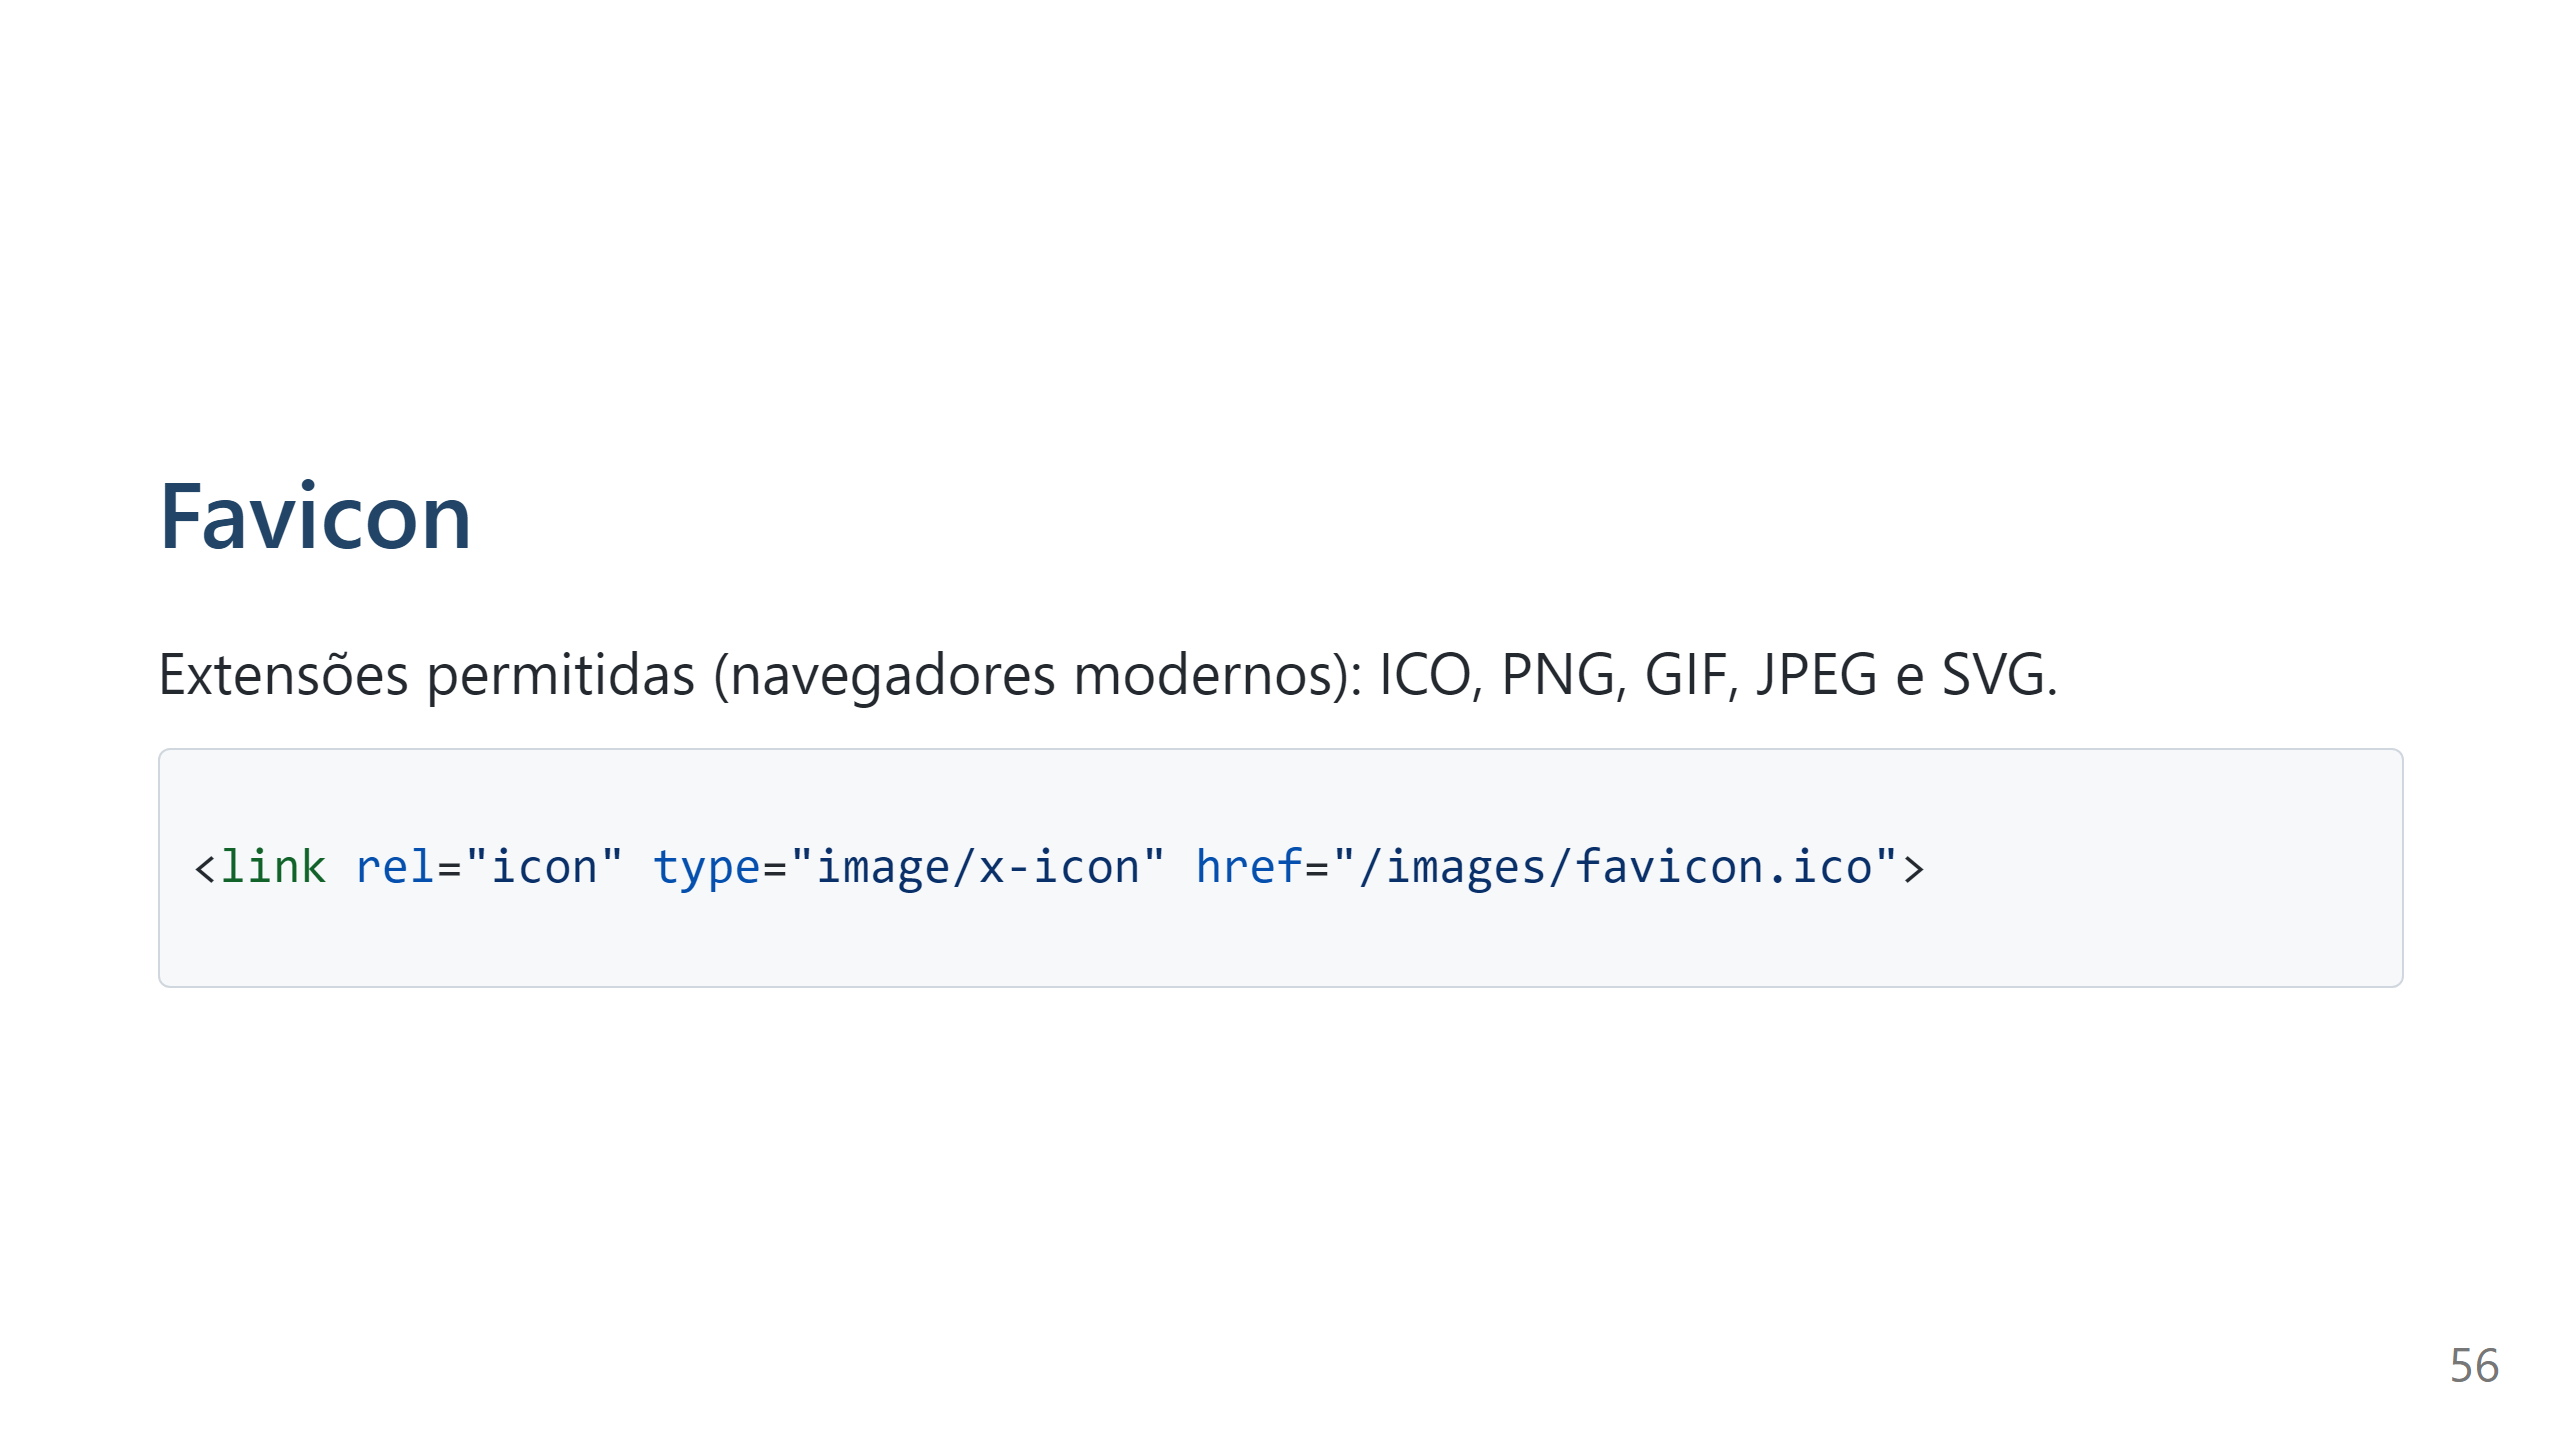 Favicon
Extensões permitidas (navegadores modernos): ICO, PNG, GIF, JPEG e SVG.
<link rel="icon" type="image/x-icon" href="/images/favicon.ico">
56